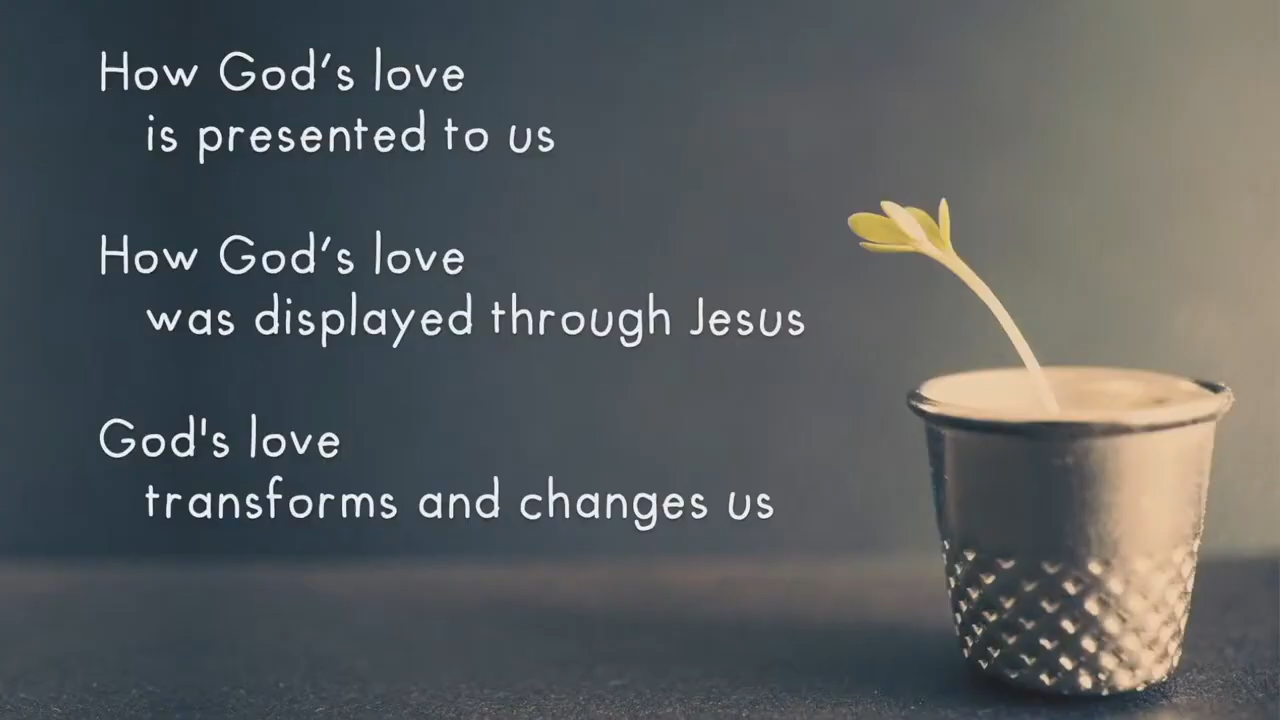 How God’s love
is presented to us
How God’s love
was displayed through Jesus
God's love
transforms and changes us